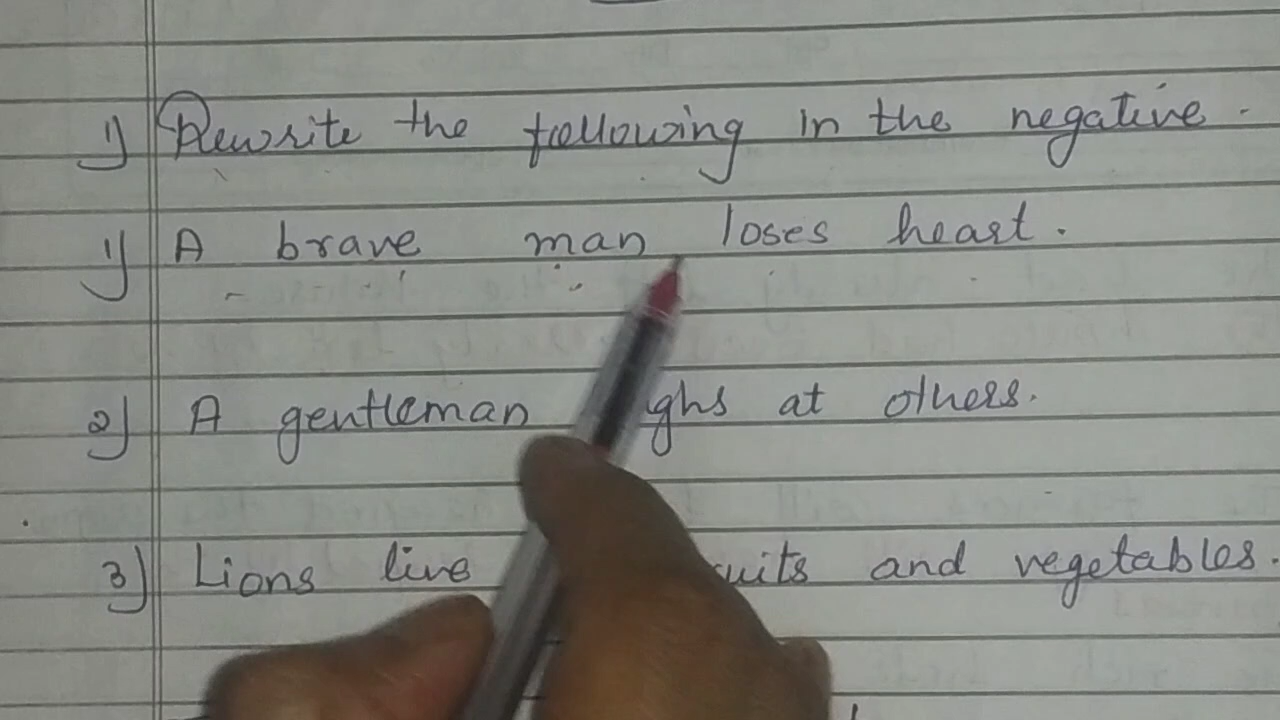 1) Rewrite the following in the negative.
1) A brave man loses heart.
2) A gentleman ghs at others.
3) Lions live uits and vegetables.